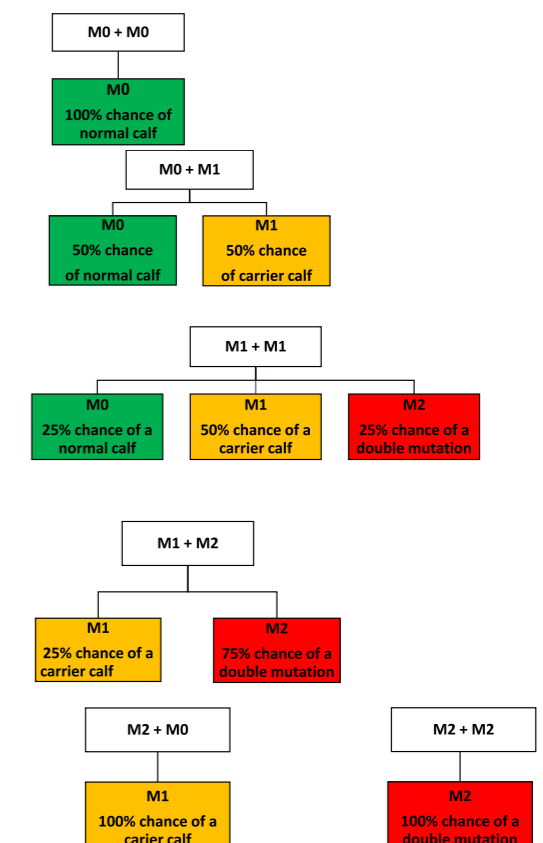 M0 + M0
M0
100% chance of
normal calf
M0 + M1
M0
50% chance
of normal calf
M1
50% chance
of carrier calf
M1 + M1
M0
25% chance of a
normal calf
M1
50% chance of a
carrier calf
M2
25% chance of a
double mutation
M1 + M2
M1
25% chance of a
carrier calf
M2
75% chance of a
double mutation
M2 + M0
M1
100% chance of a
carier calf
M2 + M2
M2
100% chance of a
double mutation